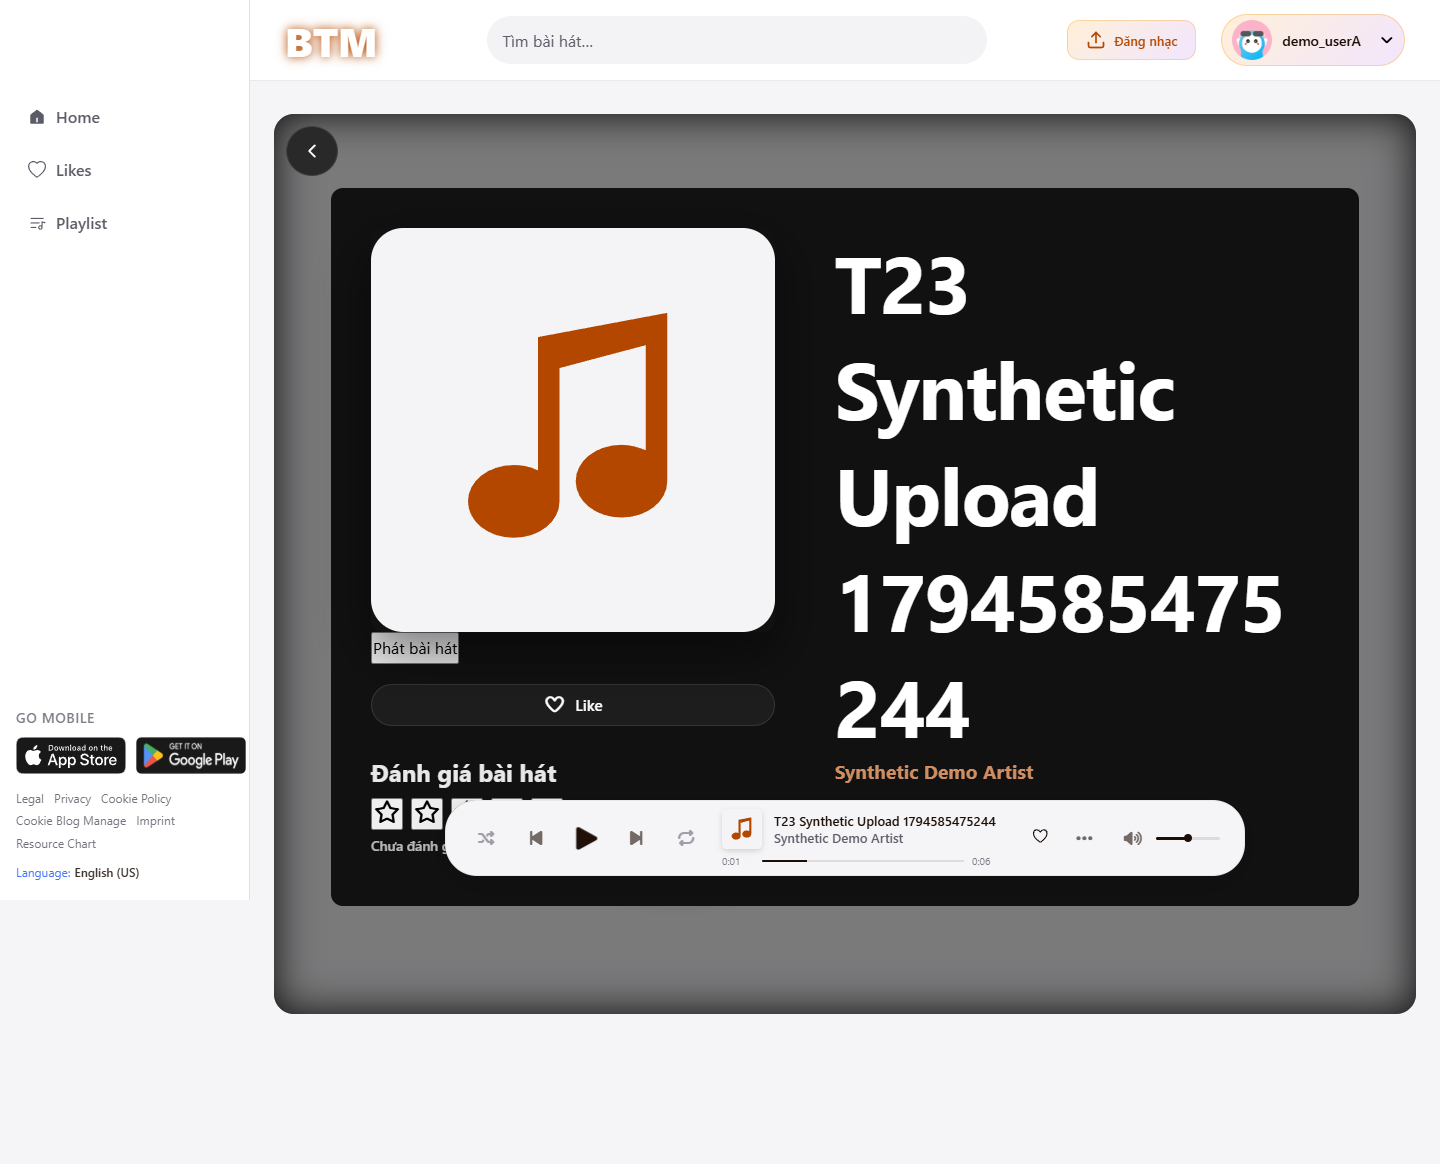 BTM
Tìm bài hát...
Đăng nhạc
demo_userA
Home
Likes
Playlist
GO MOBILE
Download on the
App Store
GET IT ON
Google Play
Legal Privacy Cookie Policy
Cookie Blog Manage Imprint
Resource Chart
Language: English (US)
Phát bài hát
Like
Đánh giá bài hát
Chưa đánh
T23
Synthetic
Upload
1794585475
244
Synthetic Demo Artist
T23 Synthetic Upload 1794585475244
Synthetic Demo Artist
0:01
0:06